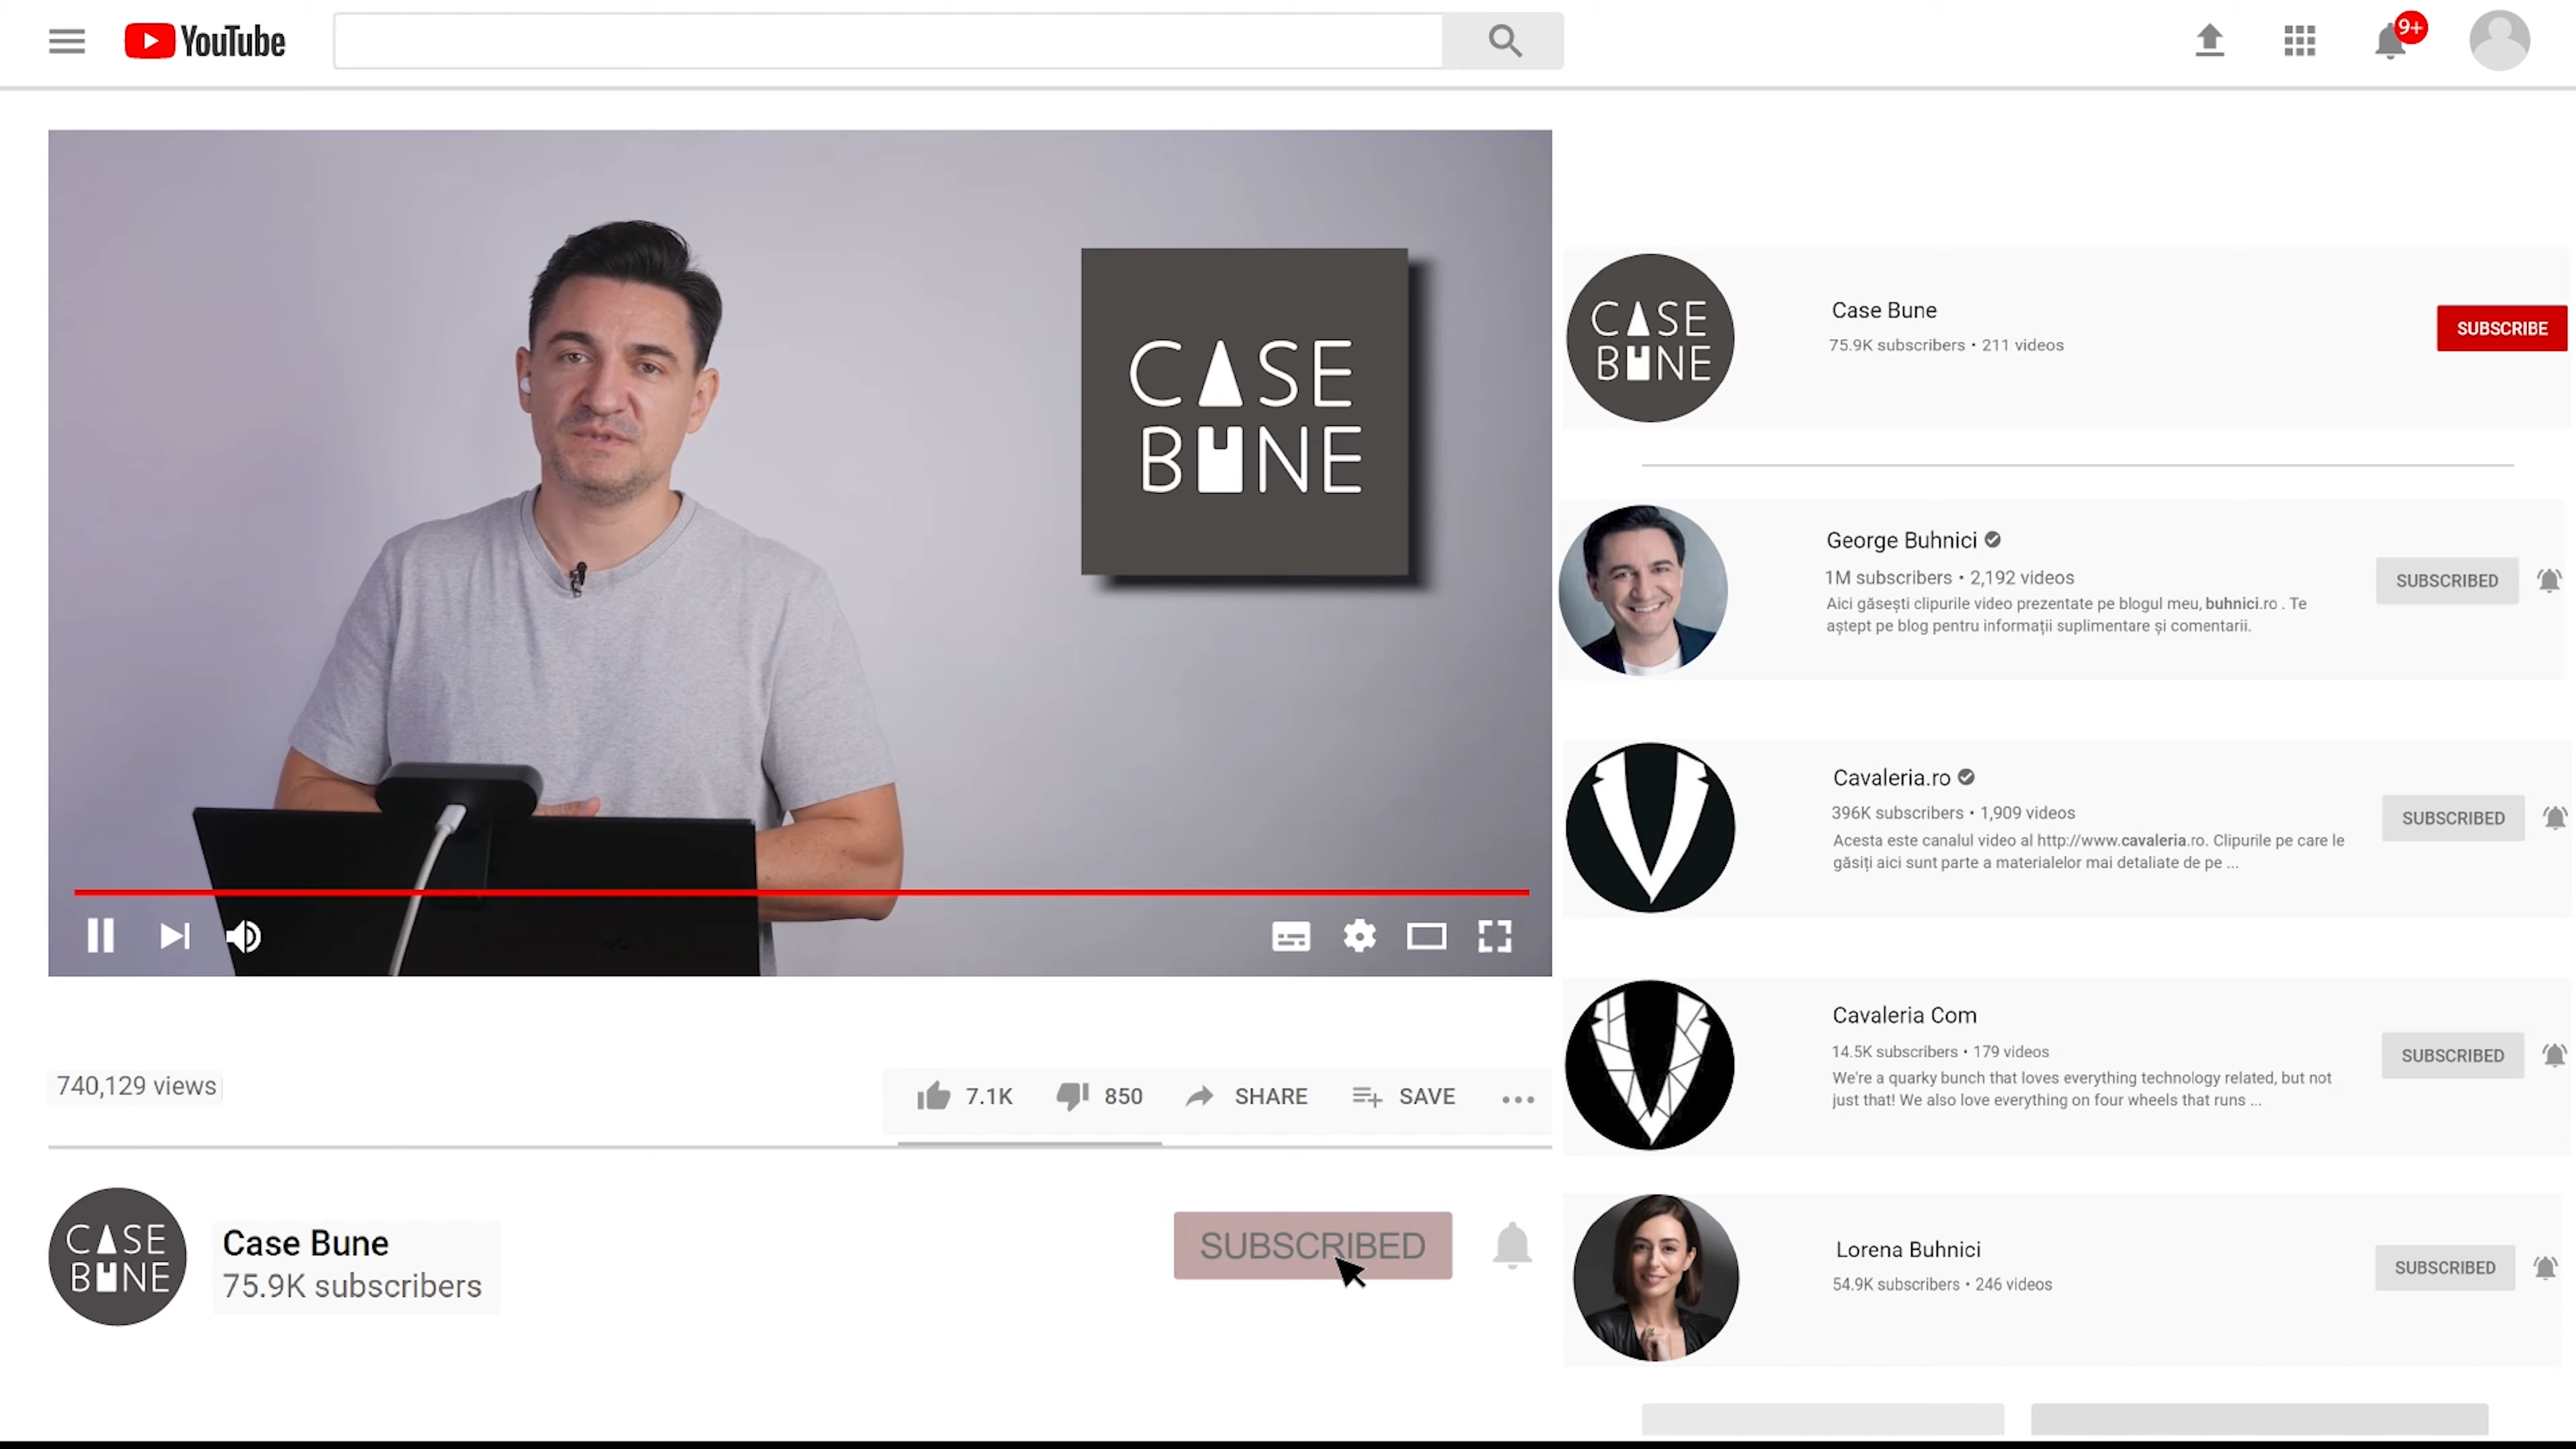 YouTube
9+
CASE
BUNE
740,129 views
7.1K
850
SHARE
SAVE
CASE
BUNE
Case Bune
75.9K subscribers
SUBSCRIBED
CASE
BUNE
Case Bune
75.9K subscribers • 211 videos
SUBSCRIBE
George Buhnici
1M subscribers • 2,192 videos
Aici găsești clipurile video prezentate pe blogul meu, buhnici.ro . Te
aștept pe blog pentru informații suplimentare și comentarii.
SUBSCRIBED
Cavaleria.ro
396K subscribers • 1,909 videos
Acesta este canalul video al http://www.cavaleria.ro. Clipurile pe care le
găsiți aici sunt parte a materialelor mai detaliate de pe ...
SUBSCRIBED
Cavaleria Com
14.5K subscribers • 179 videos
We're a quarky bunch that loves everything technology related, but not
just that! We also love everything on four wheels that runs ...
SUBSCRIBED
Lorena Buhnici
54.9K subscribers • 246 videos
SUBSCRIBED